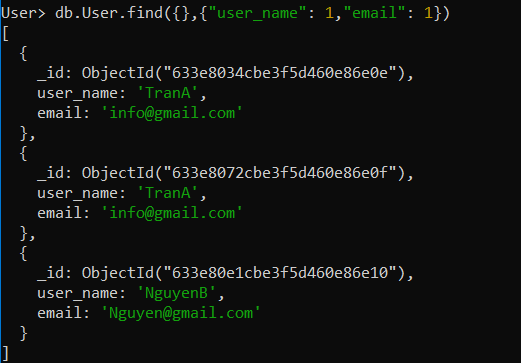 User> db.User.find({},{"user_name": 1,"email": 1})
[
  {
    _id: ObjectId("633e8034cbe3f5d460e86e0e"),
    user_name: 'TranA',
    email: 'info@gmail.com'
  },
  {
    _id: ObjectId("633e8072cbe3f5d460e86e0f"),
    user_name: 'TranA',
    email: 'info@gmail.com'
  },
  {
    _id: ObjectId("633e80e1cbe3f5d460e86e10"),
    user_name: 'NguyenB',
    email: 'Nguyen@gmail.com'
  }
]